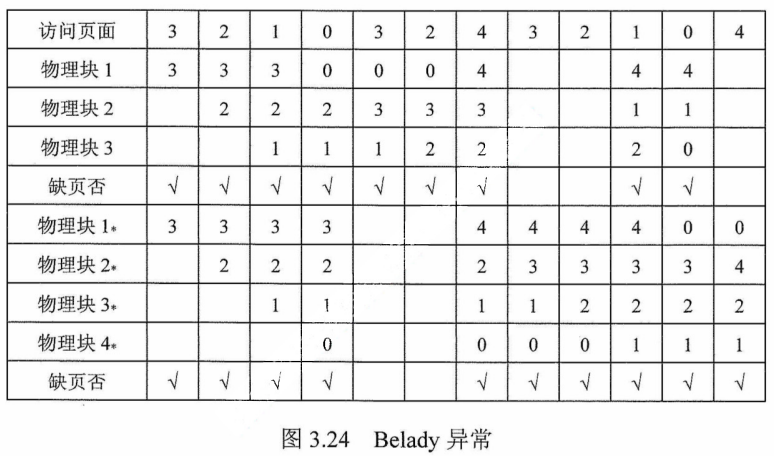 访问页面 3 2 1 0 3 2 4 3 2 1 0 4
物理块 1 3 3 3 0 0 0 4 4 4
物理块 2 2 2 2 3 3 3 1 1
物理块 3 1 1 1 2 2 2 0
缺页否 √ √ √ √ √ √ √ √ √
物理块 1* 3 3 3 3 4 4 4 4 0 0
物理块 2* 2 2 2 2 3 3 3 3 4
物理块 3* 1 1 1 1 2 2 2 2
物理块 4* 0 0 0 0 1 1 1
缺页否 √ √ √ √ √ √ √ √ √ √
图 3.24 Belady 异常